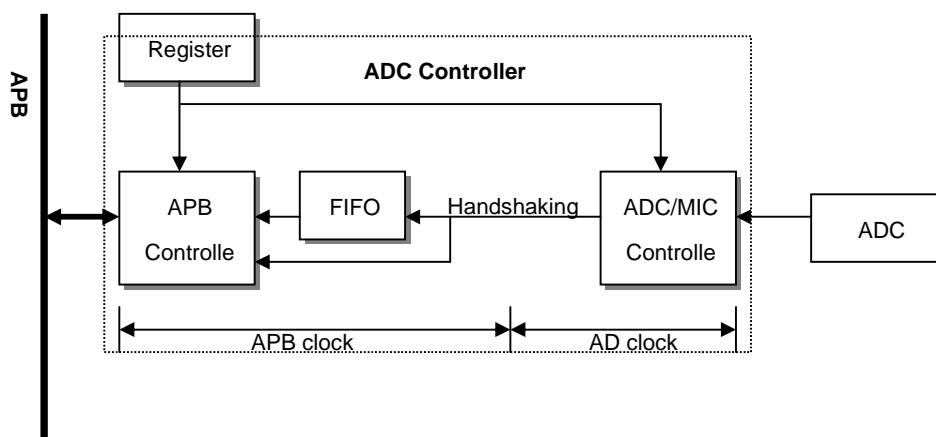 Register
ADC Controller
APB
APB
Controlle
FIFO
Handshaking
ADC/MIC
Controlle
ADC
APB clock
AD clock